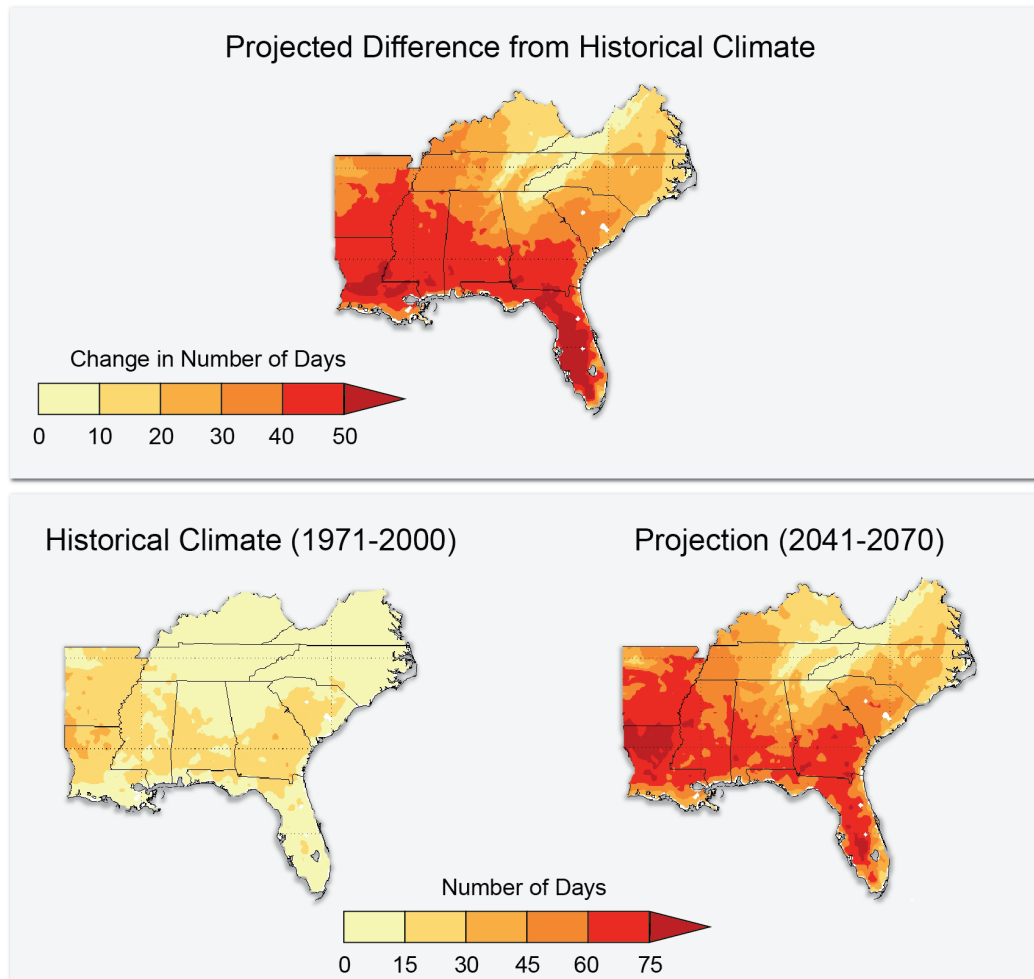 Projected Difference from Historical Climate
Change in Number of Days
0 10 20 30 40 50
Historical Climate (1971-2000)
Projection (2041-2070)
Number of Days
0 15 30 45 60 75